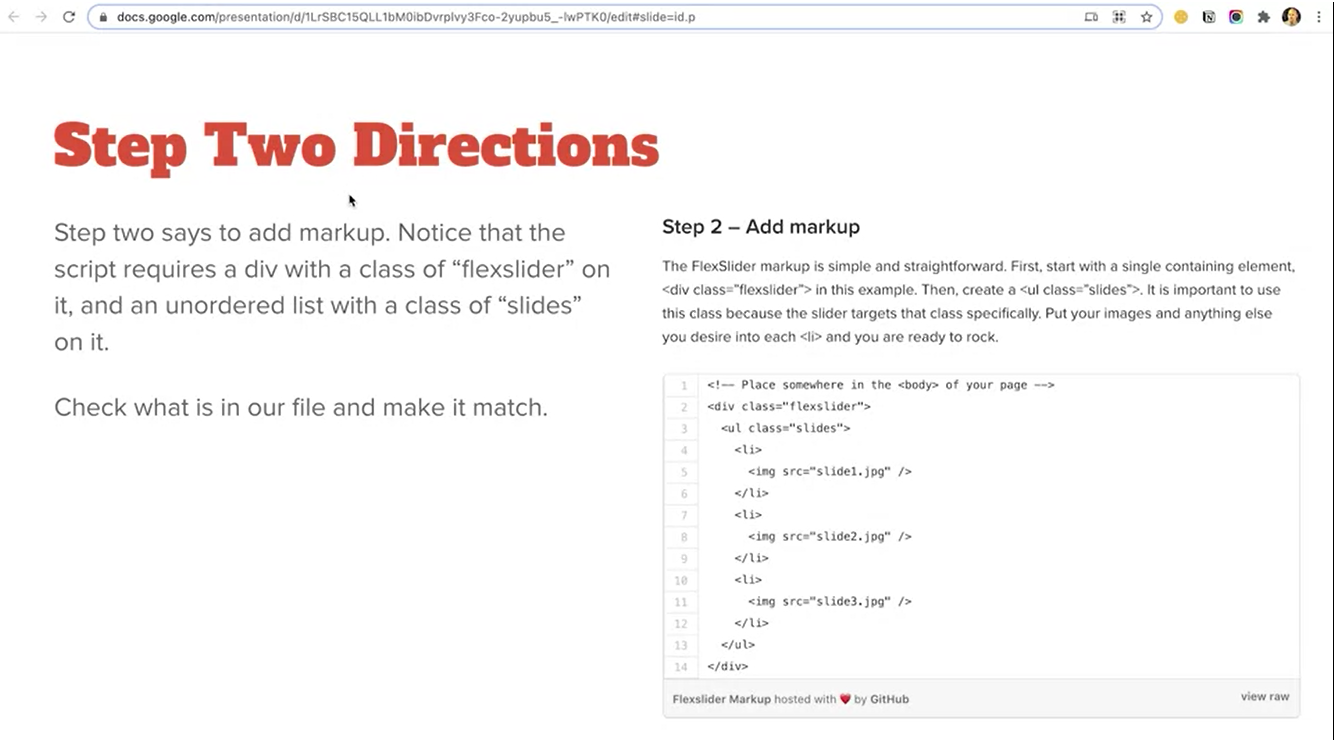 docs.google.com/presentation/d/1LrSBC15QLL1bM0ibDvrplvy3Fco-2yupbu5_-lwPTK0/edit#slide=id.p
Step Two Directions
Step two says to add markup. Notice that the
script requires a div with a class of “flexslider” on
it, and an unordered list with a class of “slides”
on it.
Check what is in our file and make it match.
Step 2 – Add markup
The FlexSlider markup is simple and straightforward. First, start with a single containing element,
<div class="flexslider"> in this example. Then, create a <ul class="slides">. It is important to use
this class because the slider targets that class specifically. Put your images and anything else
you desire into each <li> and you are ready to rock.
1 <!-- Place somewhere in the <body> of your page -->
2 <div class="flexslider">
3 <ul class="slides">
4 <li>
5 <img src="slide1.jpg" />
6 </li>
7 <li>
8 <img src="slide2.jpg" />
9 </li>
10 <li>
11 <img src="slide3.jpg" />
12 </li>
13 </ul>
14 </div>
Flexslider Markup hosted with ❤ by GitHub
view raw